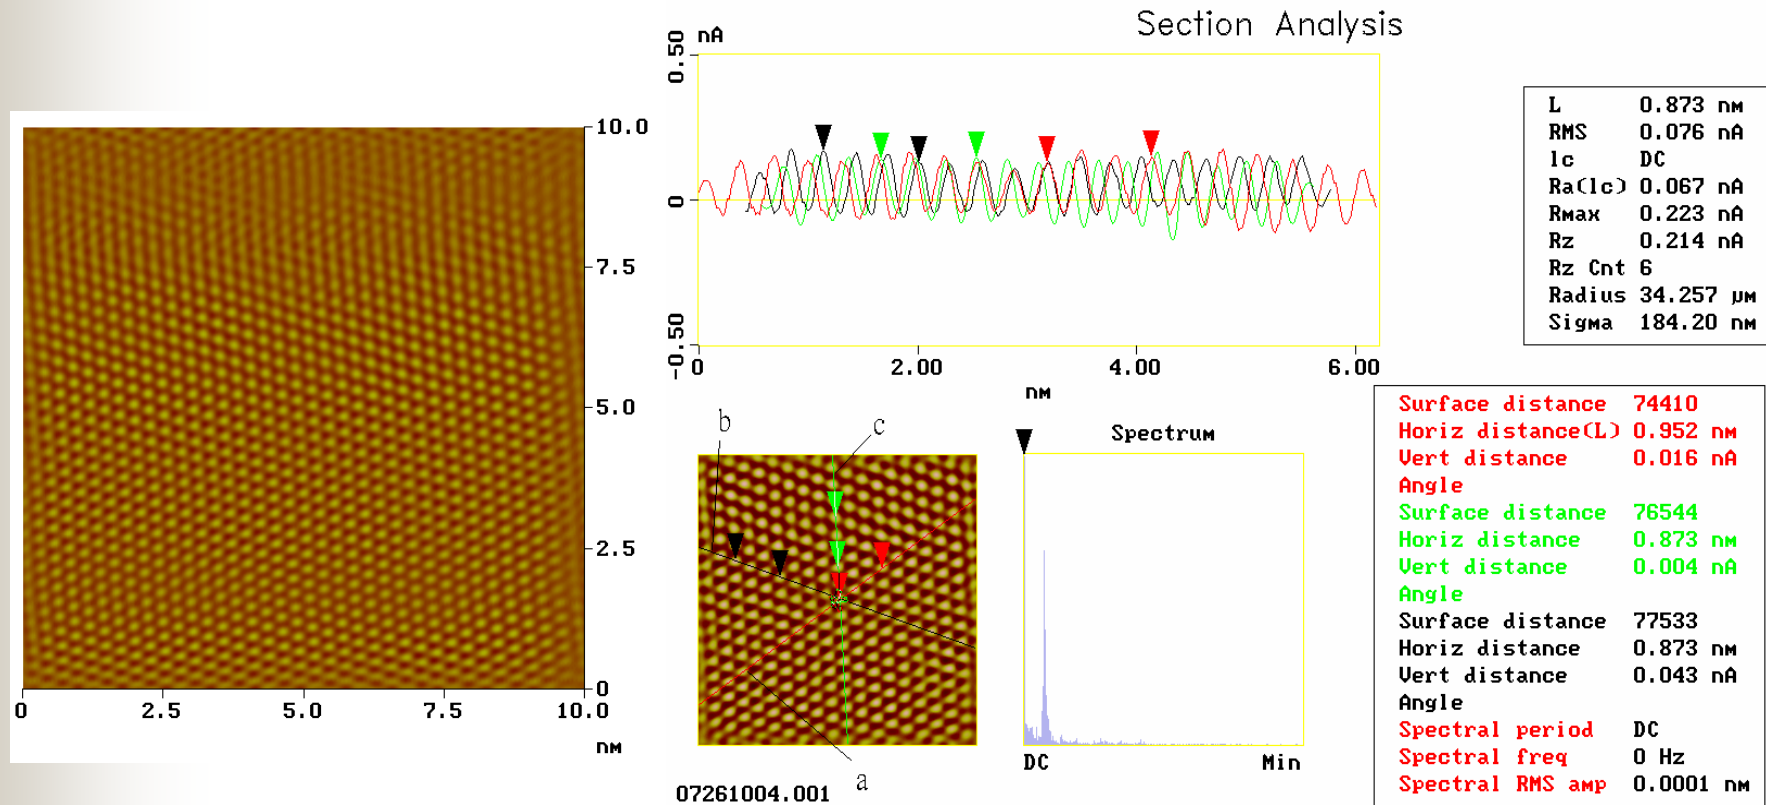 Section Analysis
nA
0.50
0
-0.50
0 2.00 4.00 6.00
nm
L 0.873 nm
RMS 0.076 nA
lc DC
Ra(lc) 0.067 nA
Rmax 0.223 nA
Rz 0.214 nA
Rz Cnt 6
Radius 34.257 μm
Sigma 184.20 nm
10.0
7.5
5.0
2.5
0
0 2.5 5.0 7.5 10.0
nm
b
c
a
07261004.001
Spectrum
DC Min
Surface distance 74410
Horiz distance(L) 0.952 nm
Vert distance 0.016 nA
Angle
Surface distance 76544
Horiz distance 0.873 nm
Vert distance 0.004 nA
Angle
Surface distance 77533
Horiz distance 0.873 nm
Vert distance 0.043 nA
Angle
Spectral period DC
Spectral freq 0 Hz
Spectral RMS amp 0.0001 nm